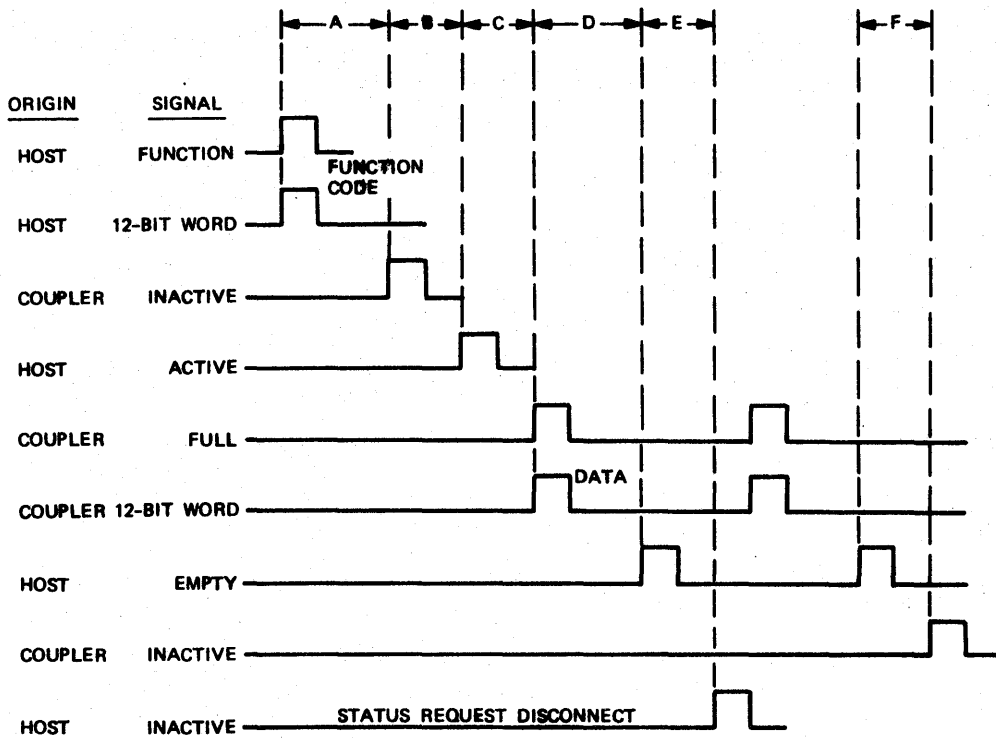 A B C D E F
ORIGIN SIGNAL
HOST FUNCTION
FUNCTION
CODE
HOST 12-BIT WORD
COUPLER INACTIVE
HOST ACTIVE
COUPLER FULL
DATA
COUPLER 12-BIT WORD
HOST EMPTY
COUPLER INACTIVE
STATUS REQUEST DISCONNECT
HOST INACTIVE